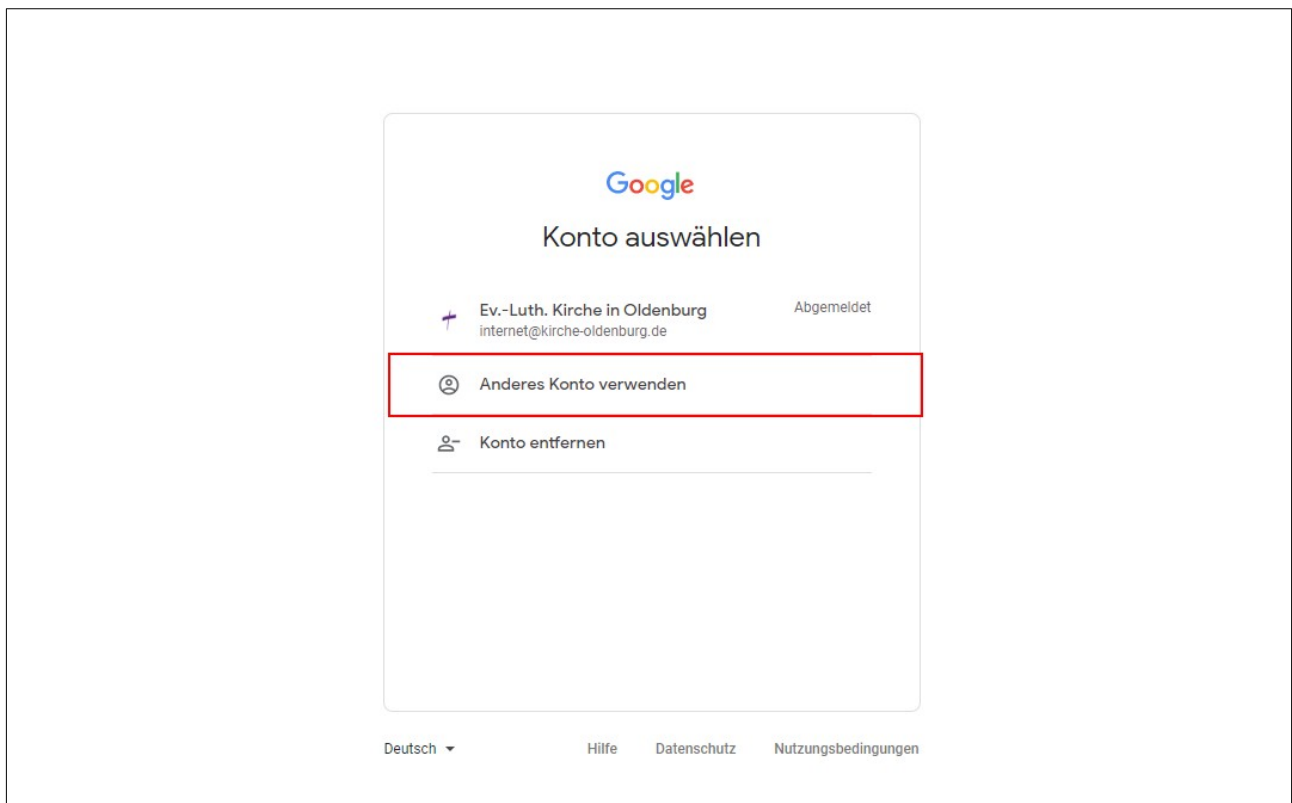 Google
Konto auswählen
Ev.-Luth. Kirche in Oldenburg
Abgemeldet
internet@kirche-oldenburg.de
Anderes Konto verwenden
Konto entfernen
Deutsch Hilfe Datenschutz Nutzungsbedingungen